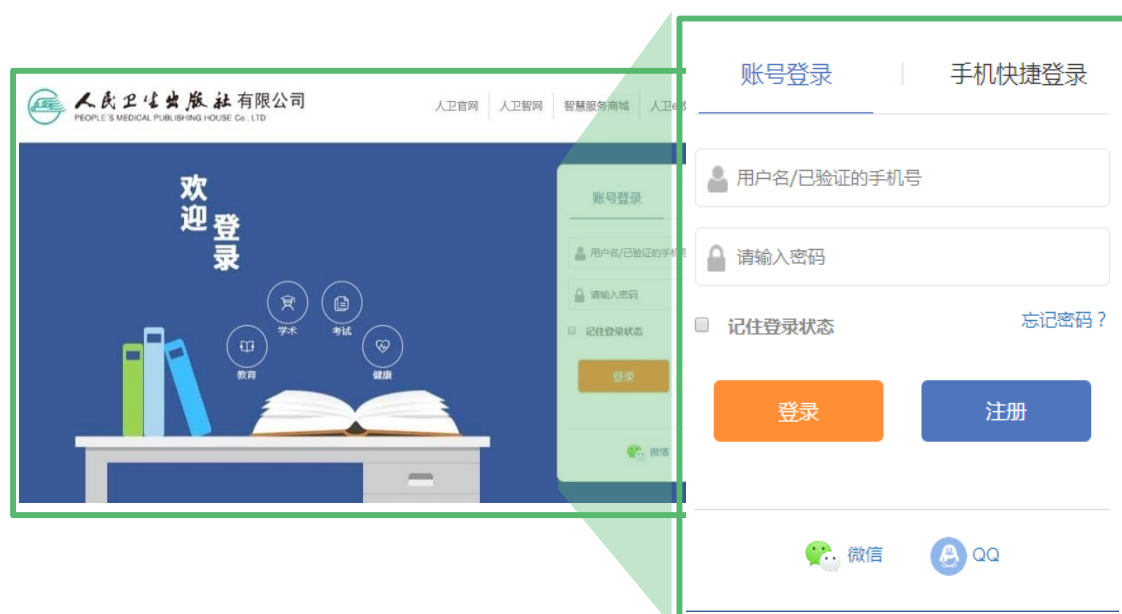 人民卫生出版社有限公司
PEOPLE'S MEDICAL PUBLISHING HOUSE Co., LTD
人卫官网 人卫智网 智慧服务商城 人卫e
欢迎
登录
学术 考试
教育 健康
账号登录
用户名/已验证的手机号
请输入密码
记住登录状态
登录
微信
账号登录 手机快捷登录
用户名/已验证的手机号
请输入密码
记住登录状态 忘记密码？
登录 注册
微信 QQ